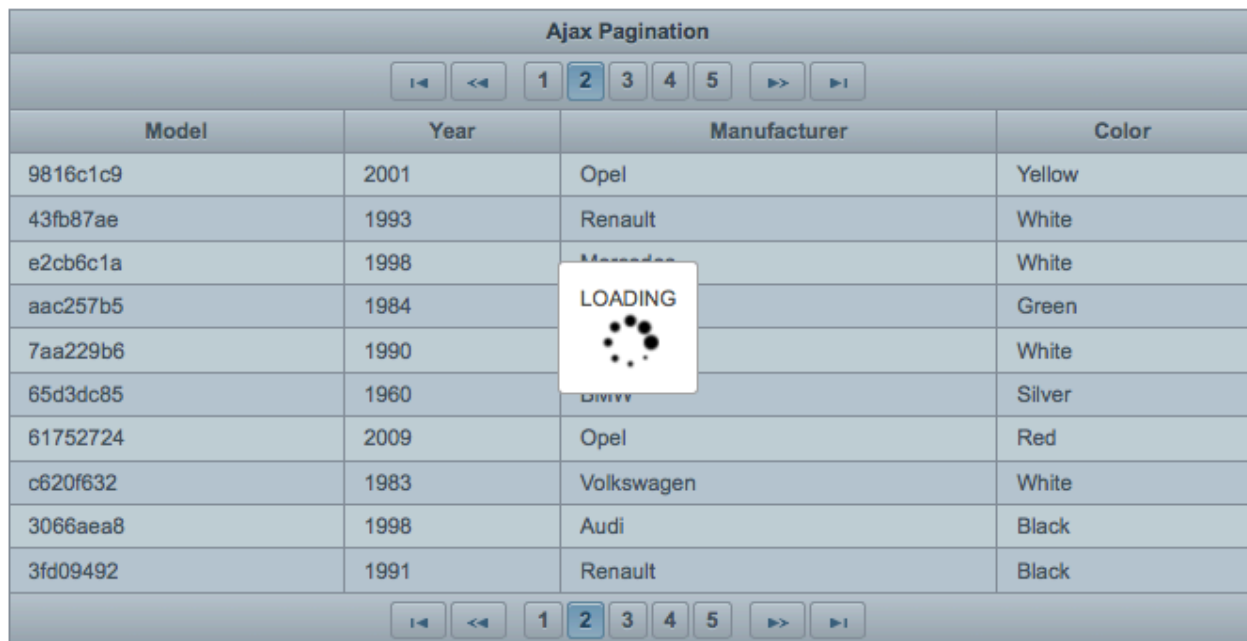 Ajax Pagination
1 2 3 4 5
Model Year Manufacturer Color
9816c1c9 2001 Opel Yellow
43fb87ae 1993 Renault White
e2cb6c1a 1998 Mercedes White
LOADING
aac257b5 1984 Green
7aa229b6 1990 White
65d3dc85 1960 BMW Silver
61752724 2009 Opel Red
c620f632 1983 Volkswagen White
3066aea8 1998 Audi Black
3fd09492 1991 Renault Black
1 2 3 4 5